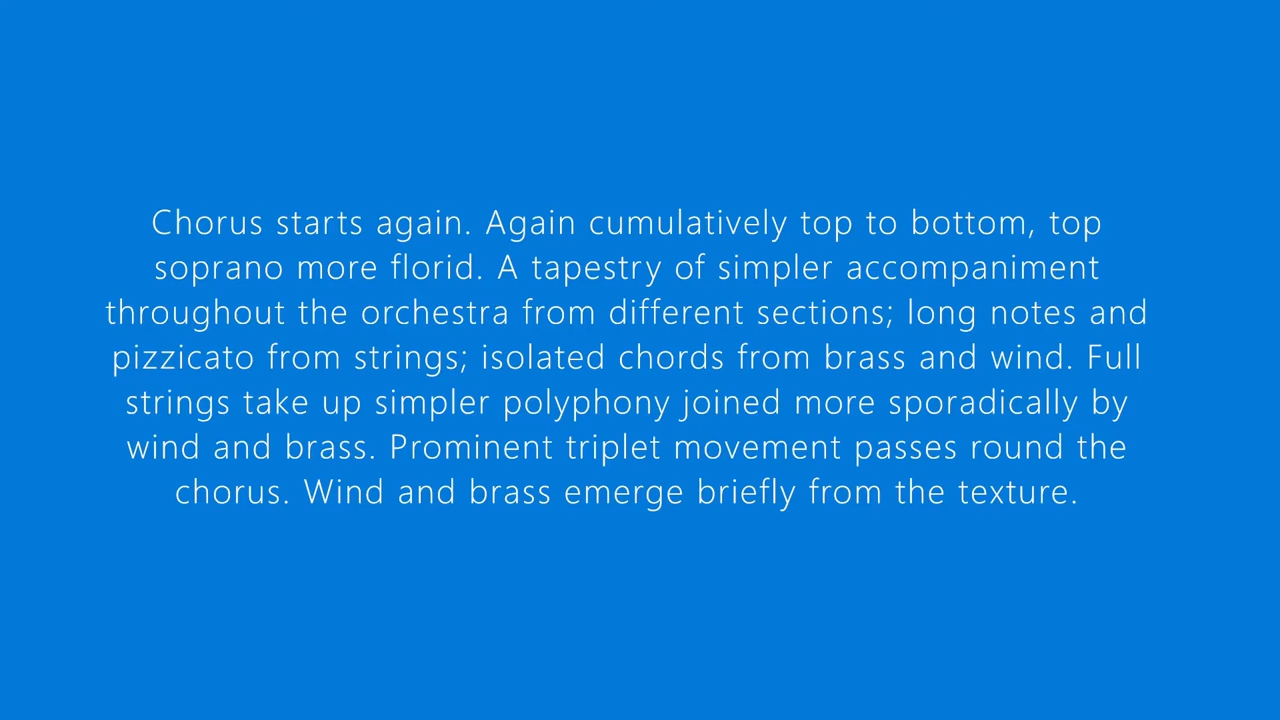 Chorus starts again. Again cumulatively top to bottom, top
soprano more florid. A tapestry of simpler accompaniment
throughout the orchestra from different sections; long notes and
pizzicato from strings; isolated chords from brass and wind. Full
strings take up simpler polyphony joined more sporadically by
wind and brass. Prominent triplet movement passes round the
chorus. Wind and brass emerge briefly from the texture.